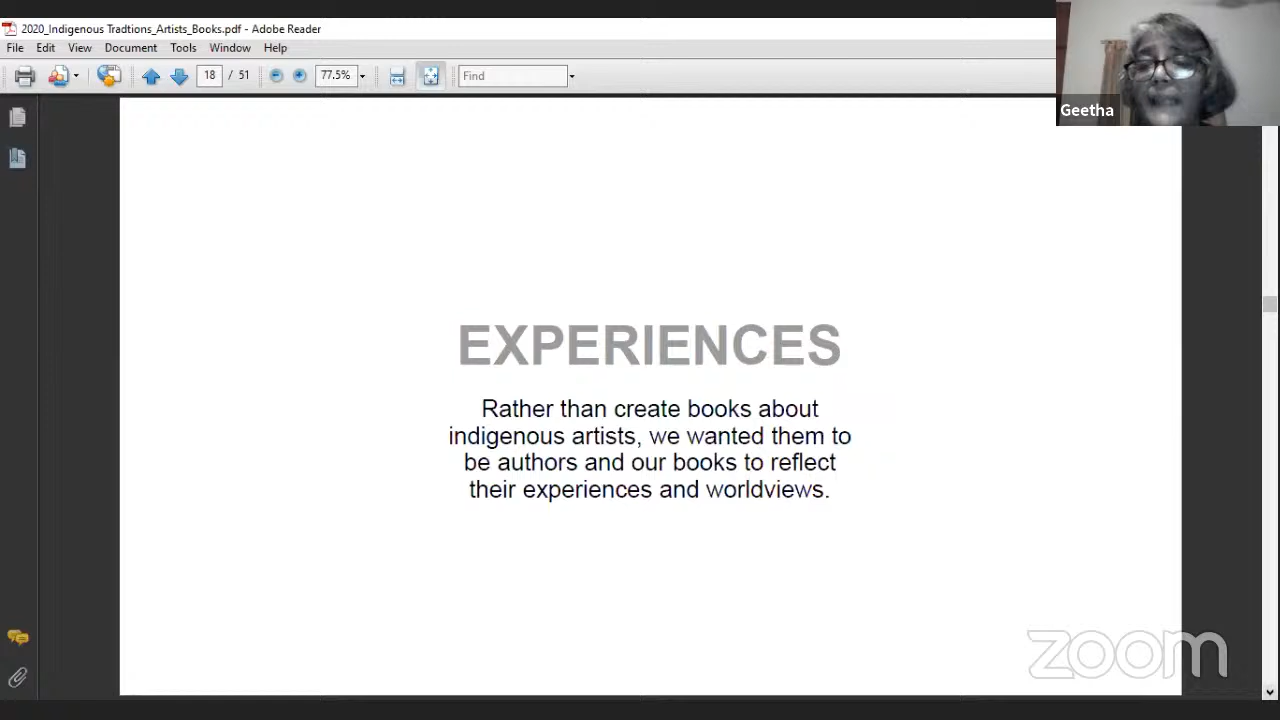 2020_Indigenous Tradtions_Artists_Books.pdf - Adobe Reader
File Edit View Document Tools Window Help
18 / 51 77.5% Find
Geetha
EXPERIENCES
Rather than create books about
indigenous artists, we wanted them to
be authors and our books to reflect
their experiences and worldviews.
zoom